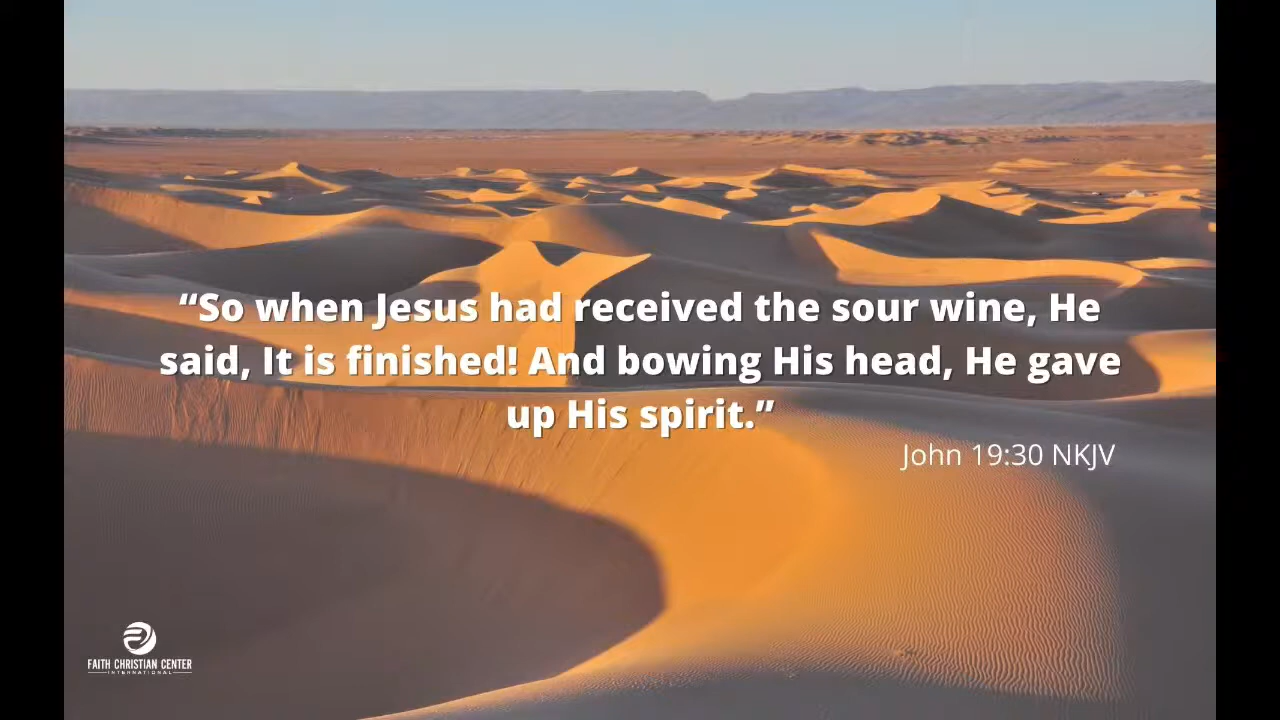 “So when Jesus had received the sour wine, He
said, It is finished! And bowing His head, He gave
up His spirit.”
John 19:30 NKJV
FAITH CHRISTIAN CENTER
INTERNATIONAL